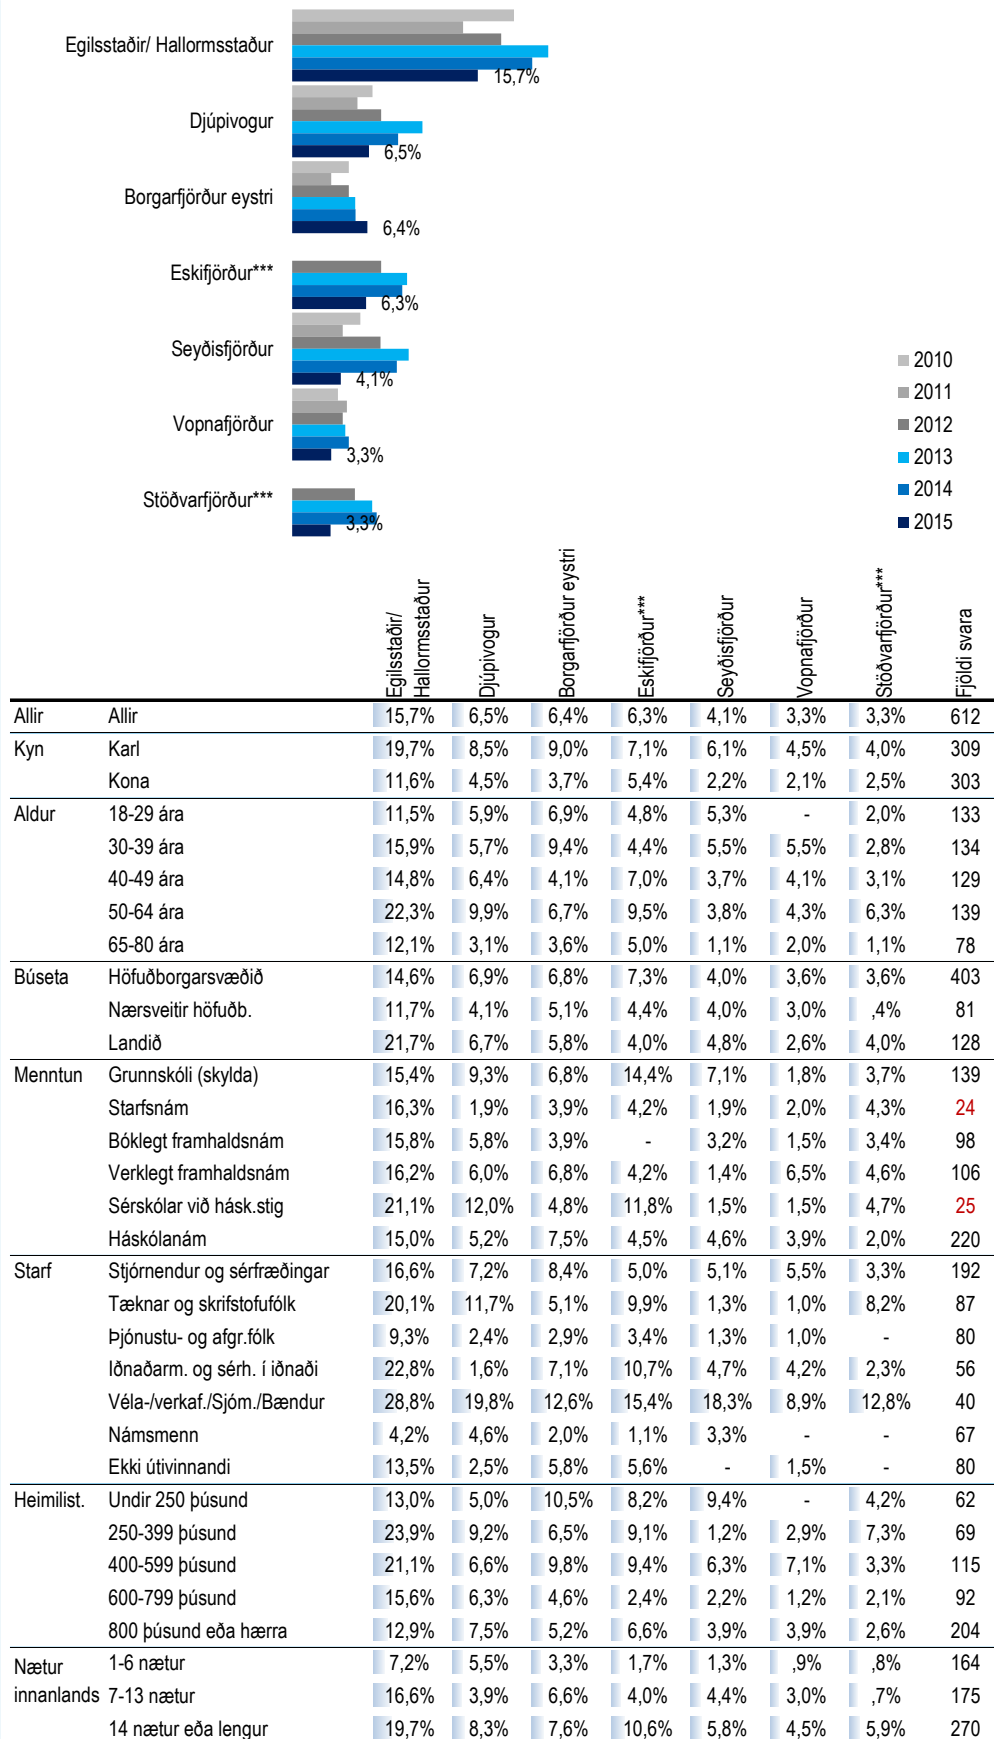 Egilsstaðir/ Hallormsstaður
15,7%
Djúpivogur
6,5%
Borgarfjörður eystri
6,4%
Eskifjörður***
6,3%
Seyðisfjörður
4,1%
Vopnafjörður
3,3%
Stöðvarfjörður***
3,3%
2010
2011
2012
2013
2014
2015
Egilsstaðir/
Hallormsstaður
Djúpivogur
Borgarfjörður eystri
Eskifjörður***
Seyðisfjörður
Vopnafjörður
Stöðvarfjörður***
Fjöldi svara
Allir Allir 15,7% 6,5% 6,4% 6,3% 4,1% 3,3% 3,3% 612
Kyn Karl 19,7% 8,5% 9,0% 7,1% 6,1% 4,5% 4,0% 309
Kona 11,6% 4,5% 3,7% 5,4% 2,2% 2,1% 2,5% 303
Aldur 18-29 ára 11,5% 5,9% 6,9% 4,8% 5,3% - 2,0% 133
30-39 ára 15,9% 5,7% 9,4% 4,4% 5,5% 5,5% 2,8% 134
40-49 ára 14,8% 6,4% 4,1% 7,0% 3,7% 4,1% 3,1% 129
50-64 ára 22,3% 9,9% 6,7% 9,5% 3,8% 4,3% 6,3% 139
65-80 ára 12,1% 3,1% 3,6% 5,0% 1,1% 2,0% 1,1% 78
Búseta Höfuðborgarsvæðið 14,6% 6,9% 6,8% 7,3% 4,0% 3,6% 3,6% 403
Nærsveitir höfuðb. 11,7% 4,1% 5,1% 4,4% 4,0% 3,0% ,4% 81
Landið 21,7% 6,7% 5,8% 4,0% 4,8% 2,6% 4,0% 128
Menntun Grunnskóli (skylda) 15,4% 9,3% 6,8% 14,4% 7,1% 1,8% 3,7% 139
Starfsnám 16,3% 1,9% 3,9% 4,2% 1,9% 2,0% 4,3% 24
Bóklegt framhaldsnám 15,8% 5,8% 3,9% - 3,2% 1,5% 3,4% 98
Verklegt framhaldsnám 16,2% 6,0% 6,8% 4,2% 1,4% 6,5% 4,6% 106
Sérskólar við hásk.stig 21,1% 12,0% 4,8% 11,8% 1,5% 1,5% 4,7% 25
Háskólanám 15,0% 5,2% 7,5% 4,5% 4,6% 3,9% 2,0% 220
Starf Stjórnendur og sérfræðingar 16,6% 7,2% 8,4% 5,0% 5,1% 5,5% 3,3% 192
Tæknar og skrifstofufólk 20,1% 11,7% 5,1% 9,9% 1,3% 1,0% 8,2% 87
Þjónustu- og afgr.fólk 9,3% 2,4% 2,9% 3,4% 1,3% 1,0% - 80
Iðnaðarm. og sérh. í iðnaði 22,8% 1,6% 7,1% 10,7% 4,7% 4,2% 2,3% 56
Véla-/verkaf./Sjóm./Bændur 28,8% 19,8% 12,6% 15,4% 18,3% 8,9% 12,8% 40
Námsmenn 4,2% 4,6% 2,0% 1,1% 3,3% - - 67
Ekki útivinnandi 13,5% 2,5% 5,8% 5,6% - 1,5% - 80
Heimilist. Undir 250 þúsund 13,0% 5,0% 10,5% 8,2% 9,4% - 4,2% 62
250-399 þúsund 23,9% 9,2% 6,5% 9,1% 1,2% 2,9% 7,3% 69
400-599 þúsund 21,1% 6,6% 9,8% 9,4% 6,3% 7,1% 3,3% 115
600-799 þúsund 15,6% 6,3% 4,6% 2,4% 2,2% 1,2% 2,1% 92
800 þúsund eða hærra 12,9% 7,5% 5,2% 6,6% 3,9% 3,9% 2,6% 204
Nætur 1-6 nætur 7,2% 5,5% 3,3% 1,7% 1,3% ,9% ,8% 164
innanlands 7-13 nætur 16,6% 3,9% 6,6% 4,0% 4,4% 3,0% ,7% 175
14 nætur eða lengur 19,7% 8,3% 7,6% 10,6% 5,8% 4,5% 5,9% 270